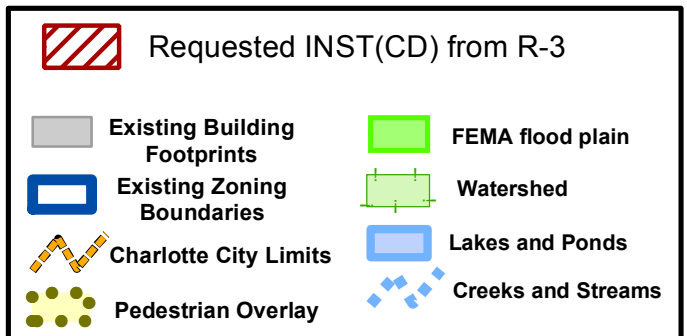 Requested INST(CD) from R-3
Existing Building
Footprints
Existing Zoning
Boundaries
Charlotte City Limits
Pedestrian Overlay
FEMA flood plain
Watershed
Lakes and Ponds
Creeks and Streams